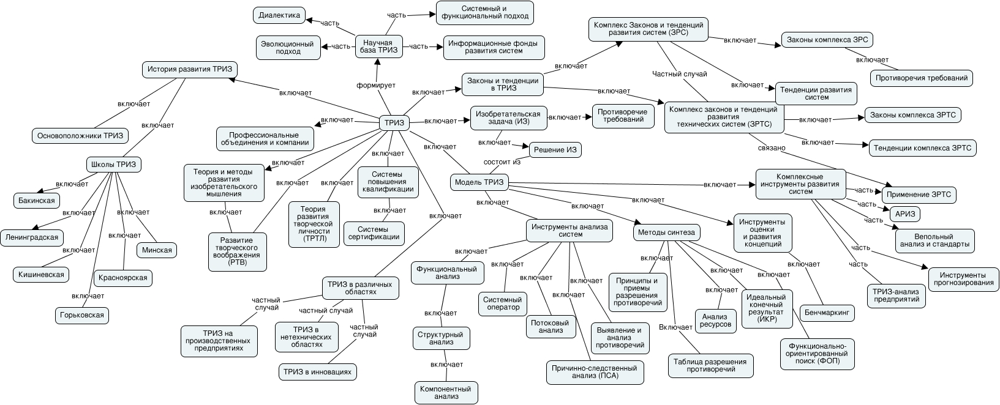 Диалектика
часть
часть
Системный и
функциональный подход
Эволюционный
подход
часть
Научная
база ТРИЗ
часть
Информационные фонды
развития систем
формирует
Комплекс Законов и тенденций
развития систем (ЗРС)
включает
Законы комплекса ЗРС
включает
Противоречия требований
включает
Частный случай
включает
Тенденции развития
систем
История развития ТРИЗ
включает
включает
включает
Основоположники ТРИЗ
Школы ТРИЗ
включает
Бакинская
включает
Ленинградская
включает
Кишиневская
включает
Горьковская
включает
Красноярская
включает
Минская
ТРИЗ
включает
Законы и тенденции
в ТРИЗ
включает
Комплекс законов и тенденций
развития
технических систем (ЗРТС)
включает
Законы комплекса ЗРТС
включает
Тенденции комплекса ЗРТС
связано
включает
Изобретательская
задача (ИЗ)
включает
Противоречие
требований
включает
Решение ИЗ
состоит из
включает
Модель ТРИЗ
включает
Профессиональные
объединения и компании
включает
Теория и методы
развития
изобретательского
мышления
включает
включает
Развитие
творческого
воображения
(РТВ)
включает
Теория
развития
творческой
личности
(ТРТЛ)
включает
Системы
повышения
квалификации
включает
Системы
сертификации
включает
ТРИЗ в различных
областях
частный
случай
ТРИЗ на
производственных
предприятиях
частный случай
ТРИЗ в
нетехнических
областях
частный
случай
ТРИЗ в инновациях
включает
Комплексные
инструменты развития
систем
часть
Применение ЗРТС
часть
АРИЗ
часть
Вепольный
анализ и стандарты
часть
Инструменты
прогнозирования
часть
ТРИЗ-анализ
предприятий
включает
Инструменты
оценки
и развития
концепций
включает
Бенчмаркинг
включает
Инструменты анализа
систем
включает
Функциональный
анализ
включает
Структурный
анализ
включает
Компонентный
анализ
включает
Системный
оператор
включает
Потоковый
анализ
включает
Причинно-следственный
анализ (ПСА)
включает
Выявление и
анализ
противоречий
включает
Методы синтеза
включает
Принципы и
приемы
разрешения
противоречий
Включает
Таблица разрешения
противоречий
включает
Анализ
ресурсов
включает
Идеальный
конечный
результат
(ИКР)
включает
Функционально-
ориентированный
поиск (ФОП)